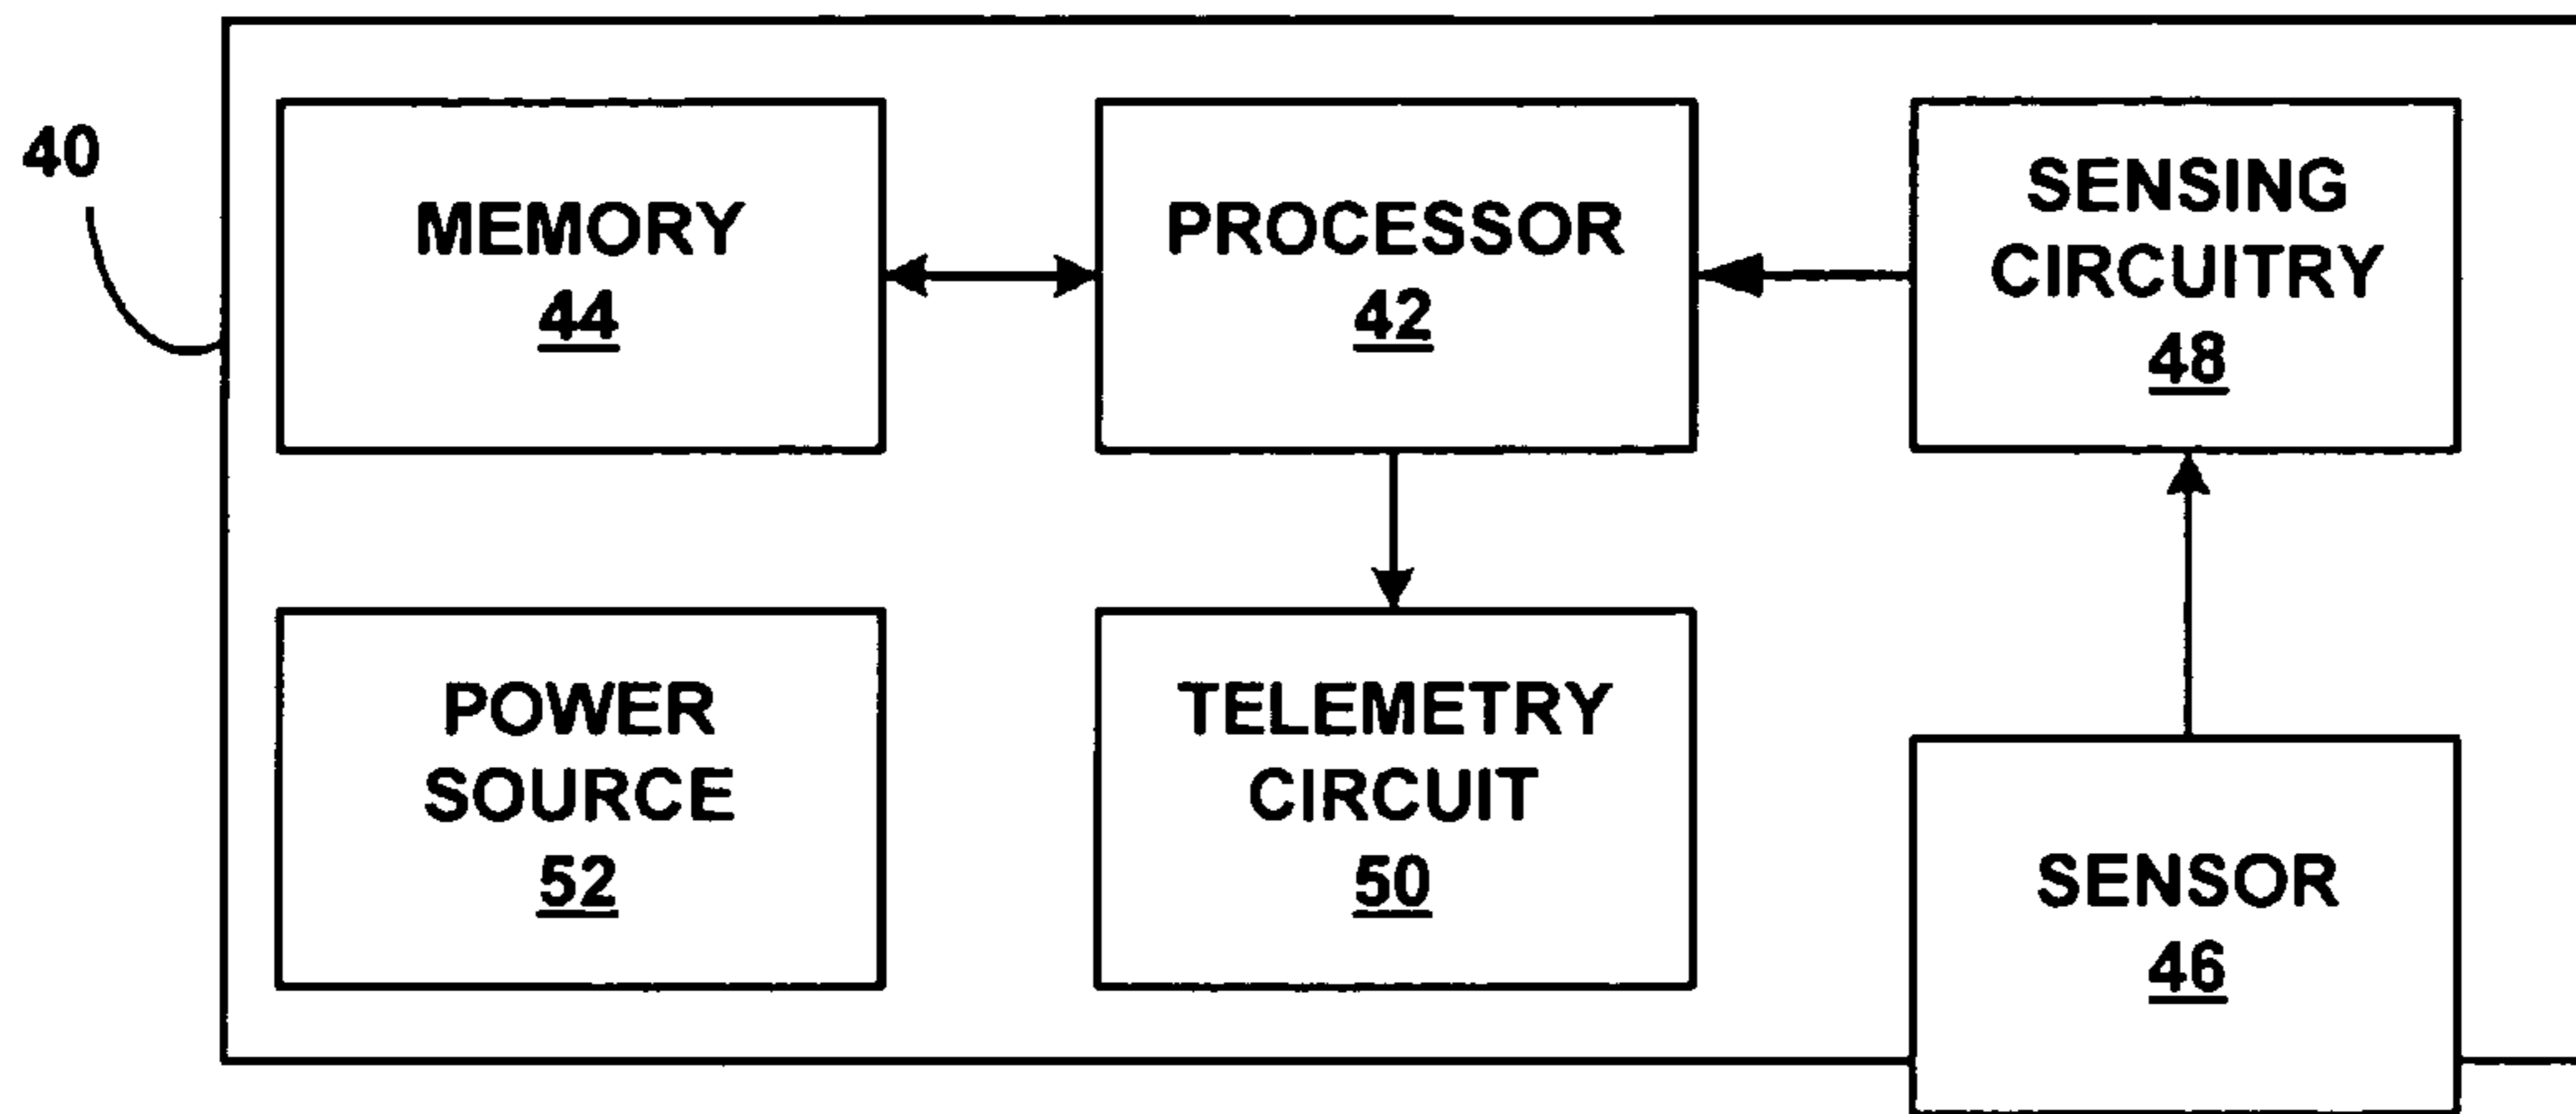 40
MEMORY
44
PROCESSOR
42
SENSING
CIRCUITRY
48
POWER
SOURCE
52
TELEMETRY
CIRCUIT
50
SENSOR
46